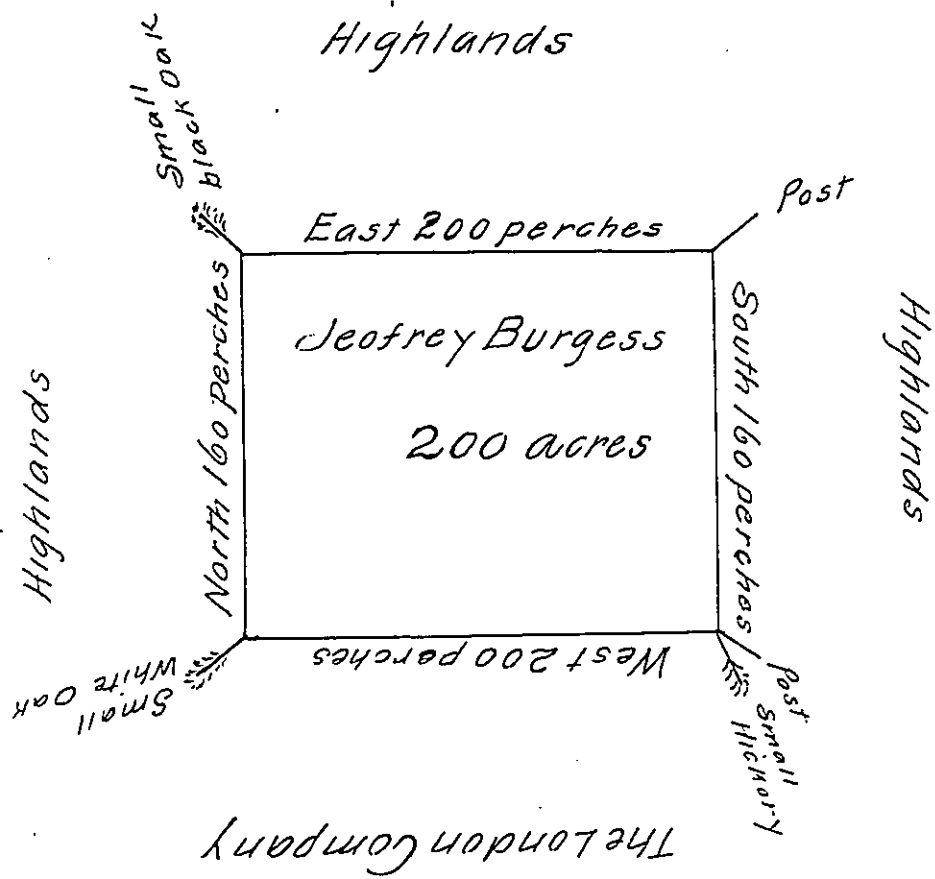 Highlands
Small
black Oak
Post
East 200 perches
Jeofrey Burgess
200 acres
North 160 perches
South 160 perches
Highlands
Highlands
West 200 perches
Small
White Oak
Post
Small
Hickory
The London Company